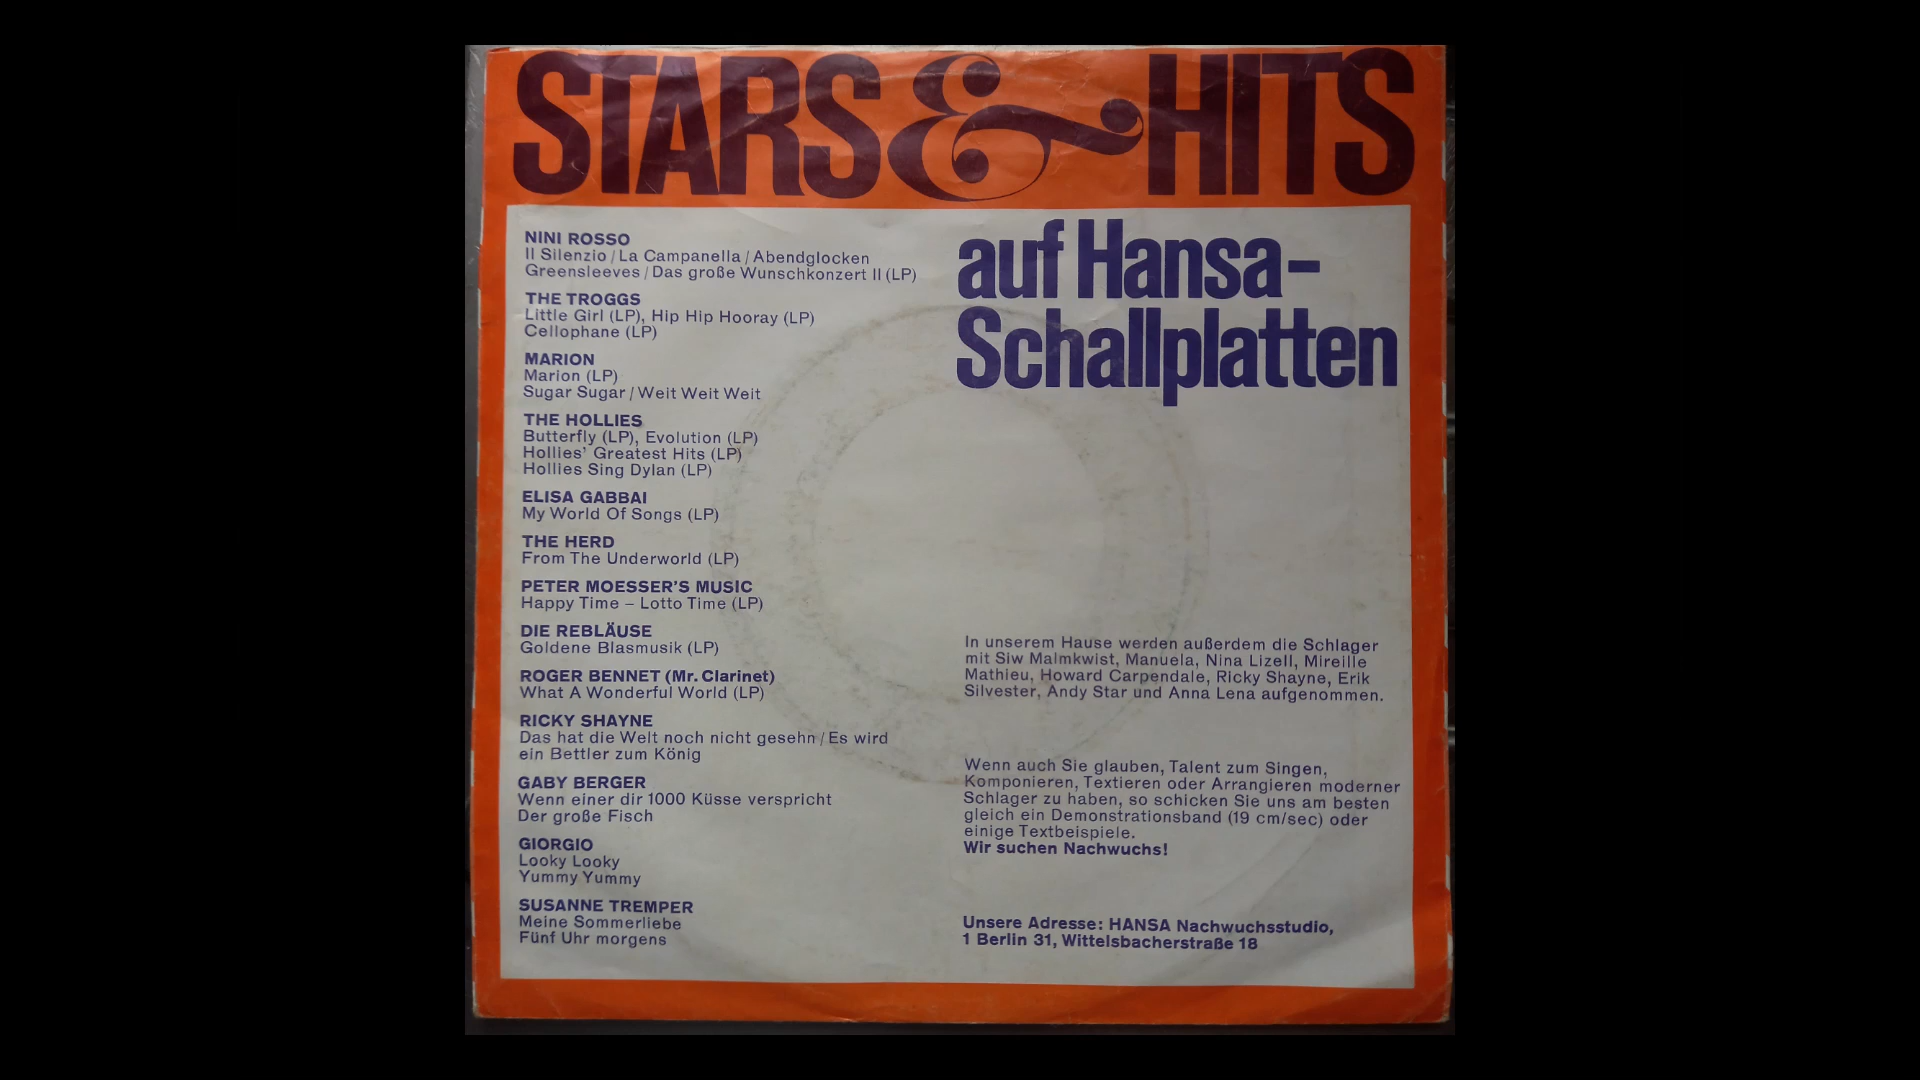 STARS & HITS
auf Hansa-
Schallplatten
NINI ROSSO
Il Silenzio / La Campanella / Abendglocken
Greensleeves / Das große Wunschkonzert II (LP)
THE TROGGS
Little Girl (LP), Hip Hip Hooray (LP)
Cellophane (LP)
MARION
Marion (LP)
Sugar Sugar / Weit Weit Weit
THE HOLLIES
Butterfly (LP), Evolution (LP)
Hollies' Greatest Hits (LP)
Hollies Sing Dylan (LP)
ELISA GABBAI
My World Of Songs (LP)
THE HERD
From The Underworld (LP)
PETER MOESSER'S MUSIC
Happy Time – Lotto Time (LP)
DIE REBLÄUSE
Goldene Blasmusik (LP)
ROGER BENNET (Mr. Clarinet)
What A Wonderful World (LP)
RICKY SHAYNE
Das hat die Welt noch nicht gesehn / Es wird
ein Bettler zum König
GABY BERGER
Wenn einer dir 1000 Küsse verspricht
Der große Fisch
GIORGIO
Looky Looky
Yummy Yummy
SUSANNE TREMPER
Meine Sommerliebe
Fünf Uhr morgens
In unserem Hause werden außerdem die Schlager
mit Siw Malmkwist, Manuela, Nina Lizell, Mireille
Mathieu, Howard Carpendale, Ricky Shayne, Erik
Silvester, Andy Star und Anna Lena aufgenommen.
Wenn auch Sie glauben, Talent zum Singen,
Komponieren, Textieren oder Arrangieren moderner
Schlager zu haben, so schicken Sie uns am besten
gleich ein Demonstrationsband (19 cm/sec) oder
einige Textbeispiele.
Wir suchen Nachwuchs!
Unsere Adresse: HANSA Nachwuchsstudio,
1 Berlin 31, Wittelsbacherstraße 18